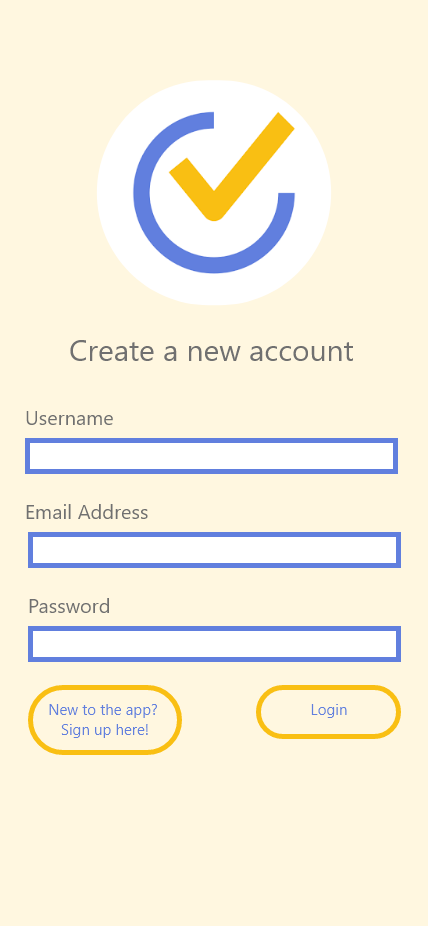 Create a new account
Username
Email Address
Password
New to the app?
Sign up here!
Login